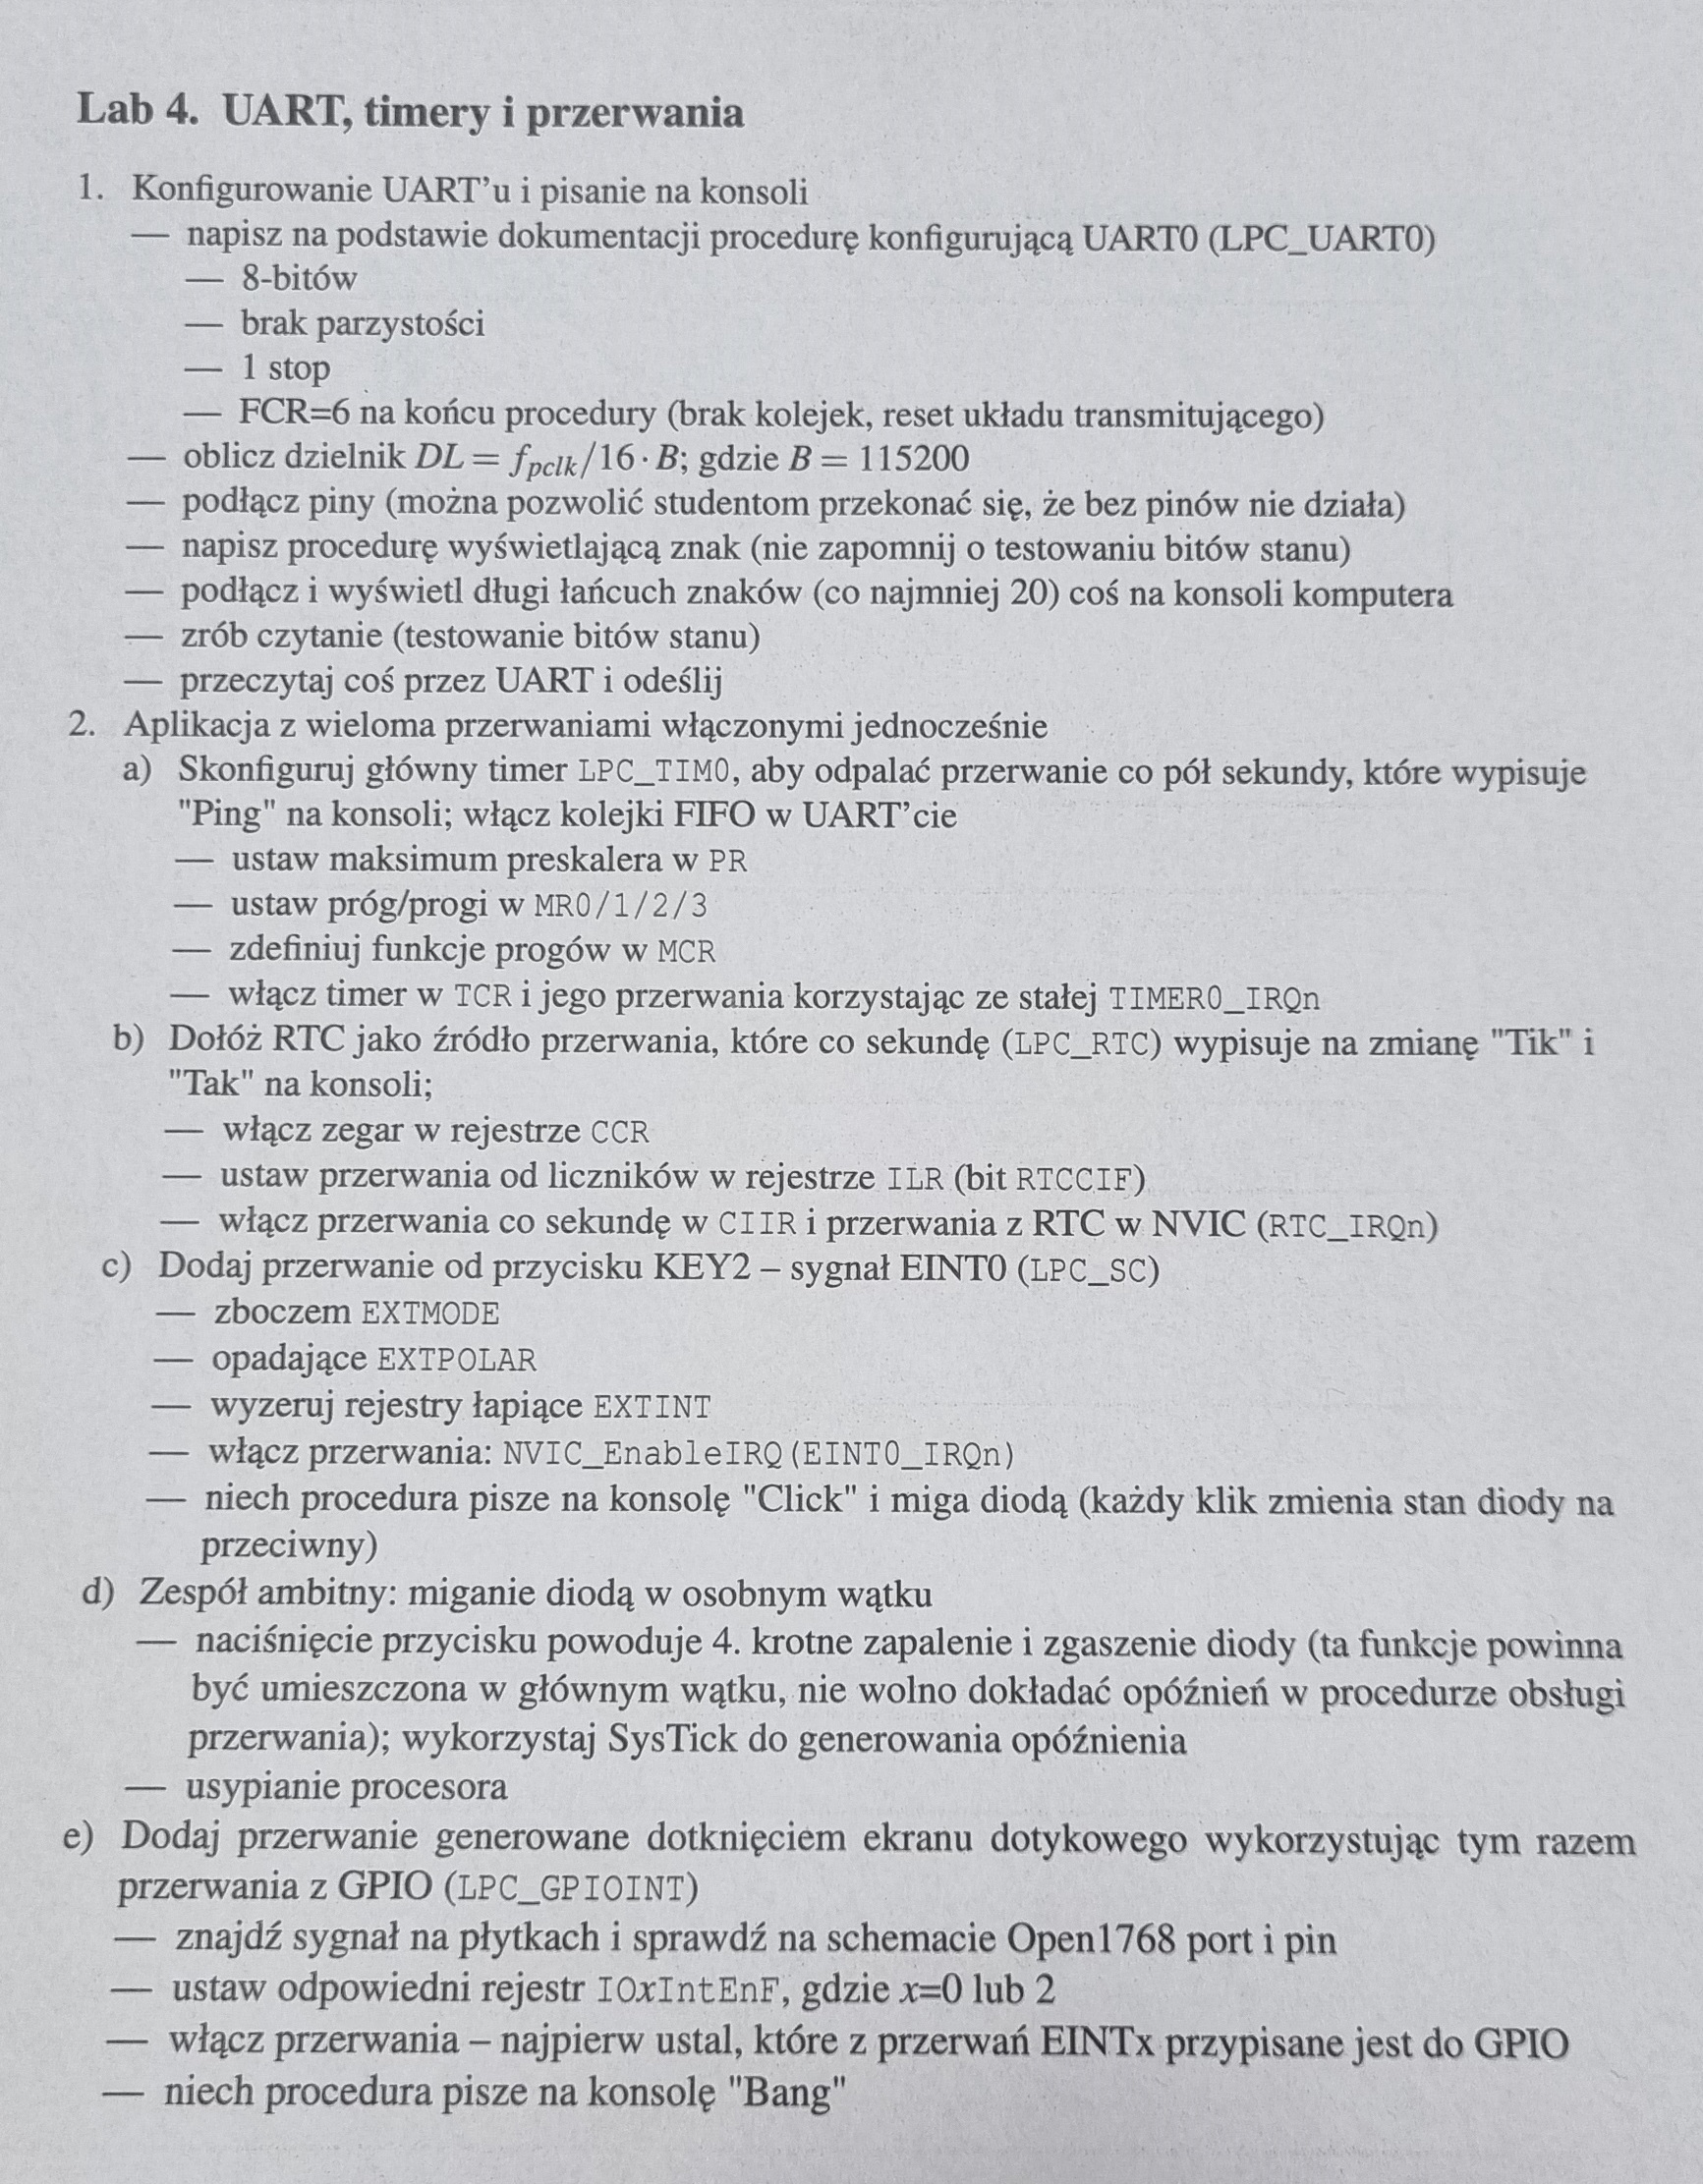 Lab 4. UART, timery i przerwania
1. Konfigurowanie UART'u i pisanie na konsoli
— napisz na podstawie dokumentacji procedurę konfigurującą UART0 (LPC_UART0)
— 8-bitów
— brak parzystości
— 1 stop
— FCR=6 na końcu procedury (brak kolejek, reset układu transmitującego)
— oblicz dzielnik DL = fpclk/16 · B; gdzie B = 115200
— podłącz piny (można pozwolić studentom przekonać się, że bez pinów nie działa)
— napisz procedurę wyświetlającą znak (nie zapomnij o testowaniu bitów stanu)
— podłącz i wyświetl długi łańcuch znaków (co najmniej 20) coś na konsoli komputera
— zrób czytanie (testowanie bitów stanu)
— przeczytaj coś przez UART i odeślij
2. Aplikacja z wieloma przerwaniami włączonymi jednocześnie
a) Skonfiguruj główny timer LPC_TIM0, aby odpalać przerwanie co pół sekundy, które wypisuje
"Ping" na konsoli; włącz kolejki FIFO w UART'cie
— ustaw maksimum preskalera w PR
— ustaw próg/progi w MR0/1/2/3
— zdefiniuj funkcje progów w MCR
— włącz timer w TCR i jego przerwania korzystając ze stałej TIMER0_IRQn
b) Dołóż RTC jako źródło przerwania, które co sekundę (LPC_RTC) wypisuje na zmianę "Tik" i
"Tak" na konsoli;
— włącz zegar w rejestrze CCR
— ustaw przerwania od liczników w rejestrze ILR (bit RTCCIF)
— włącz przerwania co sekundę w CIIR i przerwania z RTC w NVIC (RTC_IRQn)
c) Dodaj przerwanie od przycisku KEY2 – sygnał EINT0 (LPC_SC)
— zboczem EXTMODE
— opadające EXTPOLAR
— wyzeruj rejestry łapiące EXTINT
— włącz przerwania: NVIC_EnableIRQ(EINT0_IRQn)
— niech procedura pisze na konsolę "Click" i miga diodą (każdy klik zmienia stan diody na
przeciwny)
d) Zespół ambitny: miganie diodą w osobnym wątku
— naciśnięcie przycisku powoduje 4. krotne zapalenie i zgaszenie diody (ta funkcje powinna
być umieszczona w głównym wątku, nie wolno dokładać opóźnień w procedurze obsługi
przerwania); wykorzystaj SysTick do generowania opóźnienia
— usypianie procesora
e) Dodaj przerwanie generowane dotknięciem ekranu dotykowego wykorzystując tym razem
przerwania z GPIO (LPC_GPIOINT)
— znajdź sygnał na płytkach i sprawdź na schemacie Open1768 port i pin
— ustaw odpowiedni rejestr IOxIntEnF, gdzie x=0 lub 2
— włącz przerwania – najpierw ustal, które z przerwań EINTx przypisane jest do GPIO
— niech procedura pisze na konsolę "Bang"